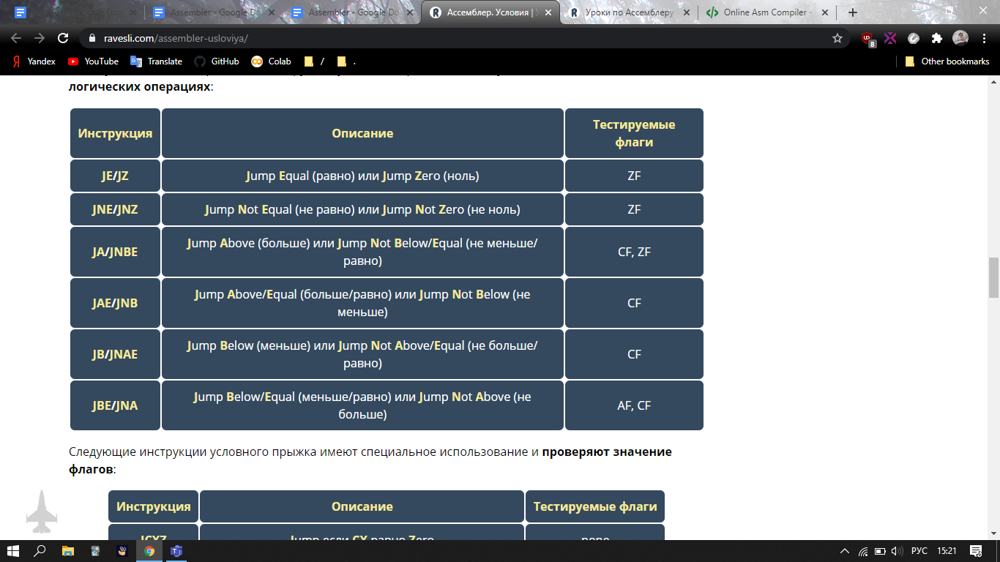 Assembler - Google Do
Assembler - Google Do
Ассемблер. Условия |
Уроки по Ассемблеру
Online Asm Compiler -
ravesli.com/assembler-usloviya/
8
Yandex
YouTube
Translate
GitHub
Colab
/
.
Other bookmarks
логических операциях:
Инструкция
Описание
Тестируемые
флаги
JE/JZ
Jump Equal (равно) или Jump Zero (ноль)
ZF
JNE/JNZ
Jump Not Equal (не равно) или Jump Not Zero (не ноль)
ZF
JA/JNBE
Jump Above (больше) или Jump Not Below/Equal (не меньше/
равно)
CF, ZF
JAE/JNB
Jump Above/Equal (больше/равно) или Jump Not Below (не
меньше)
CF
JB/JNAE
Jump Below (меньше) или Jump Not Above/Equal (не больше/
равно)
CF
JBE/JNA
Jump Below/Equal (меньше/равно) или Jump Not Above (не
больше)
AF, CF
Следующие инструкции условного прыжка имеют специальное использование и проверяют значение
флагов:
Инструкция
Описание
Тестируемые флаги
JCXZ
Jump если CX равно Zero
none
РУС
15:21